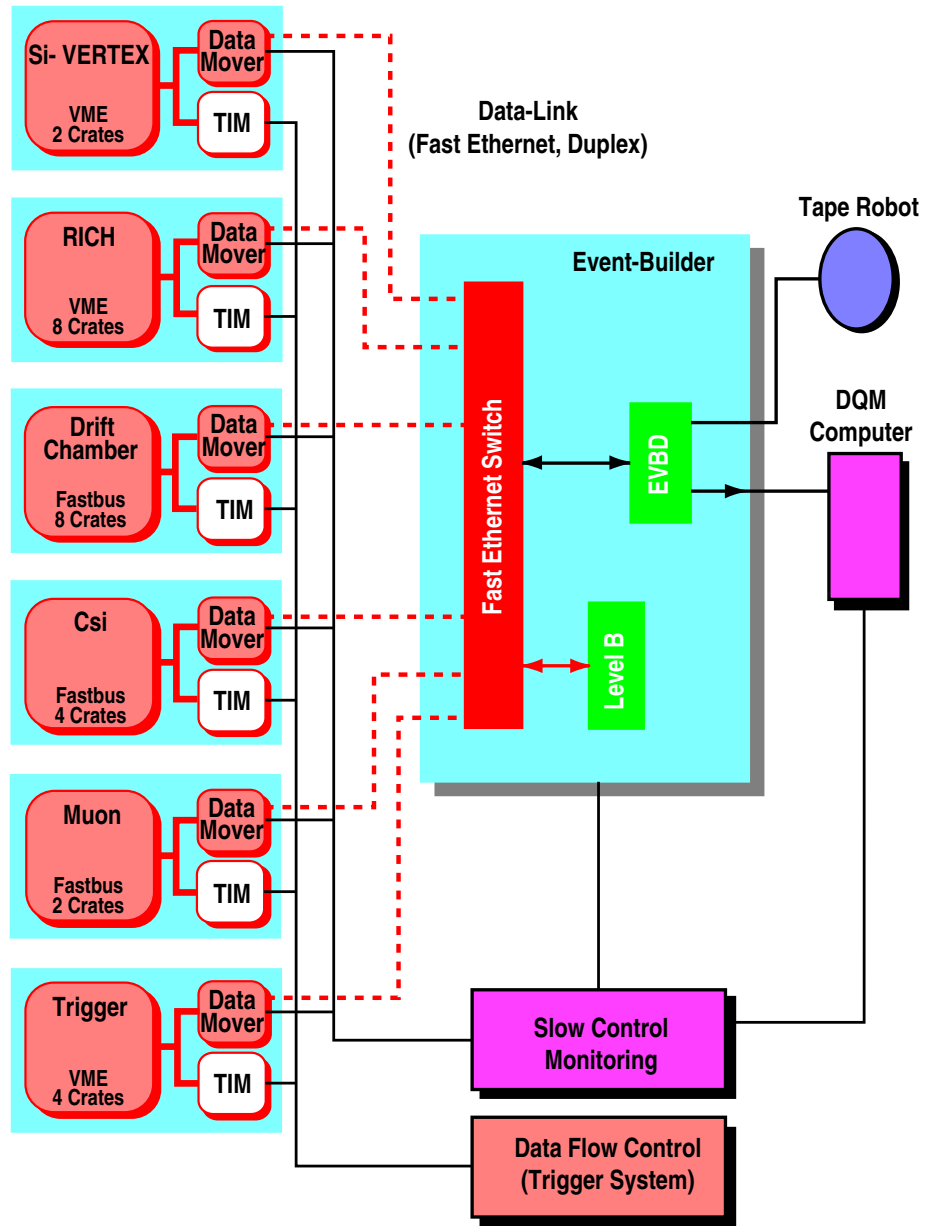 Si- VERTEX
VME
2 Crates
Data
Mover
TIM
RICH
VME
8 Crates
Data
Mover
TIM
Drift
Chamber
Fastbus
8 Crates
Data
Mover
TIM
Csi
Fastbus
4 Crates
Data
Mover
TIM
Muon
Fastbus
2 Crates
Data
Mover
TIM
Trigger
VME
4 Crates
Data
Mover
TIM
Data-Link
(Fast Ethernet, Duplex)
Event-Builder
Fast Ethernet Switch
EVBD
Level B
Tape Robot
DQM
Computer
Slow Control
Monitoring
Data Flow Control
(Trigger System)